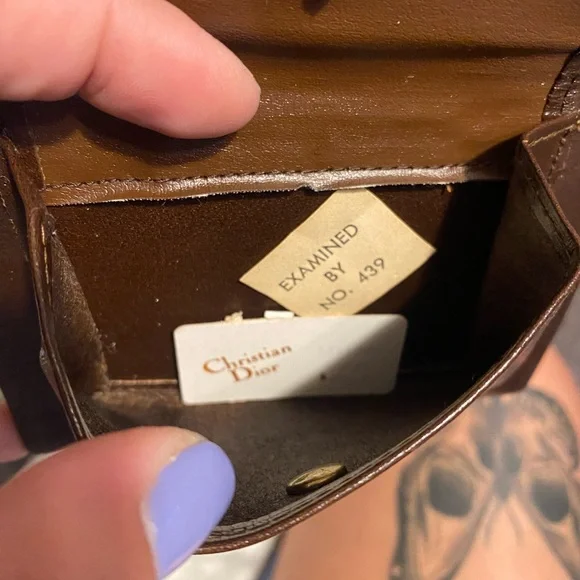 EXAMINED
BY
NO. 439
Christian
Dior